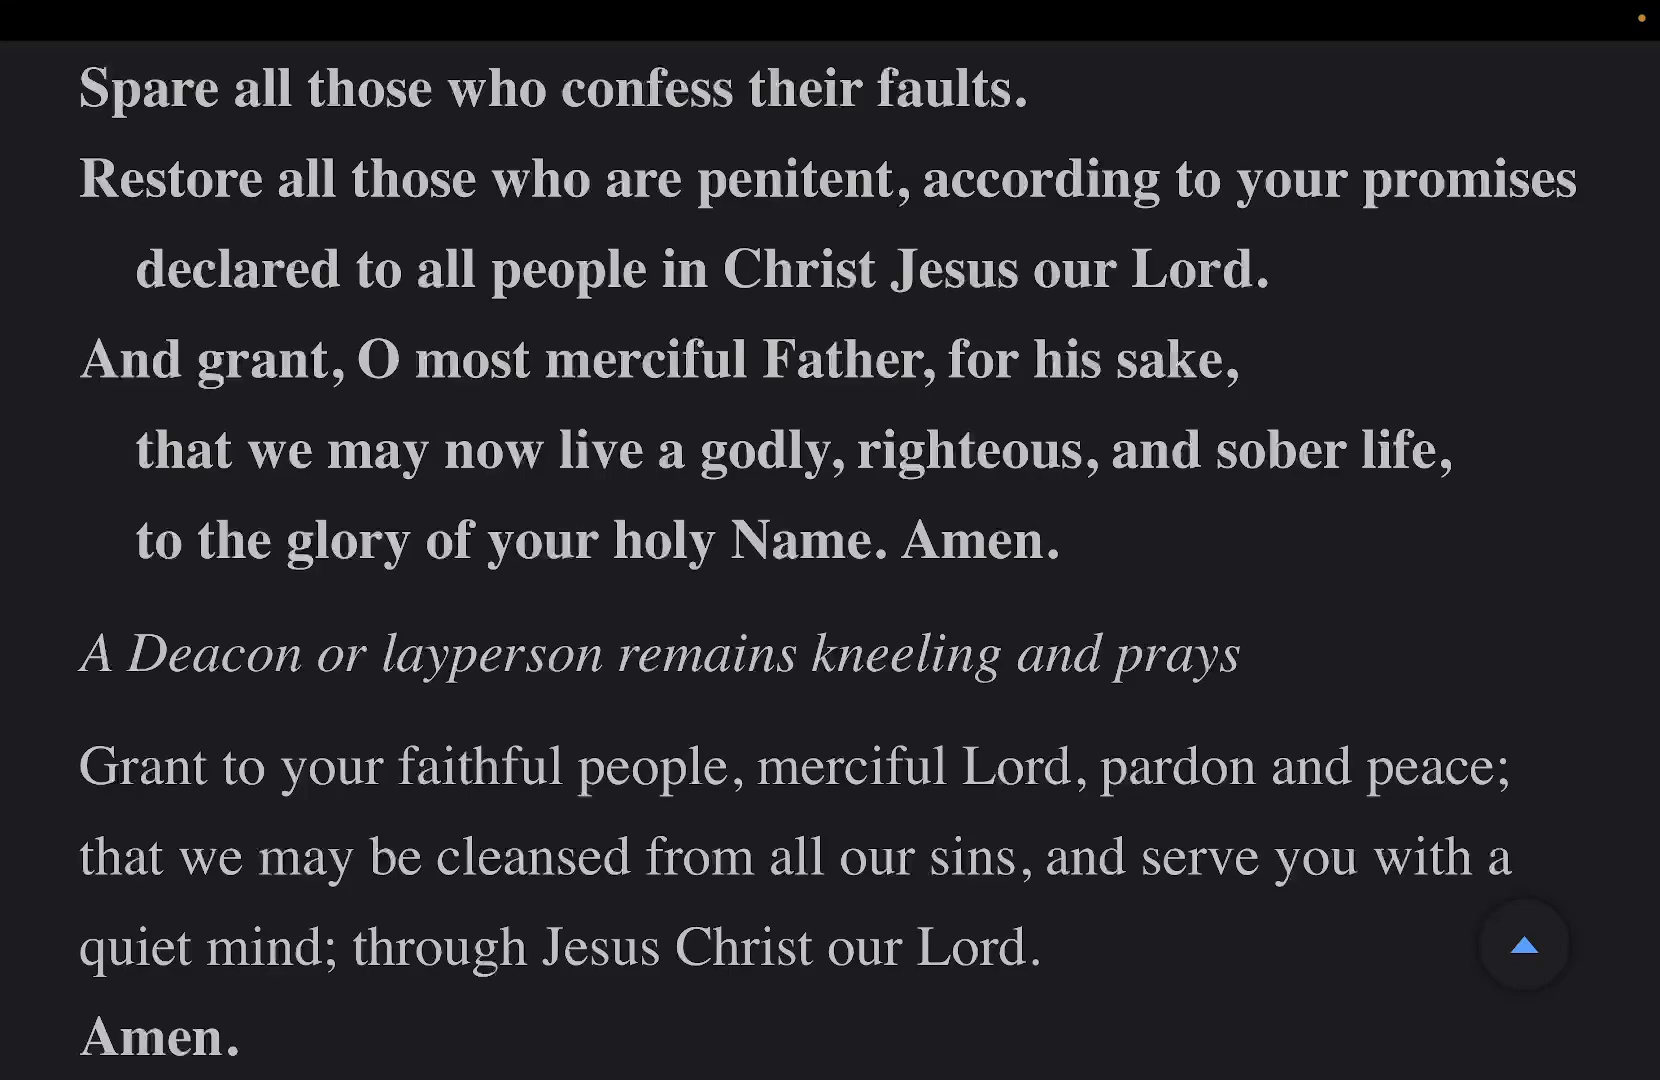 Spare all those who confess their faults.
Restore all those who are penitent, according to your promises
declared to all people in Christ Jesus our Lord.
And grant, O most merciful Father, for his sake,
that we may now live a godly, righteous, and sober life,
to the glory of your holy Name. Amen.
A Deacon or layperson remains kneeling and prays
Grant to your faithful people, merciful Lord, pardon and peace;
that we may be cleansed from all our sins, and serve you with a
quiet mind; through Jesus Christ our Lord.
Amen.